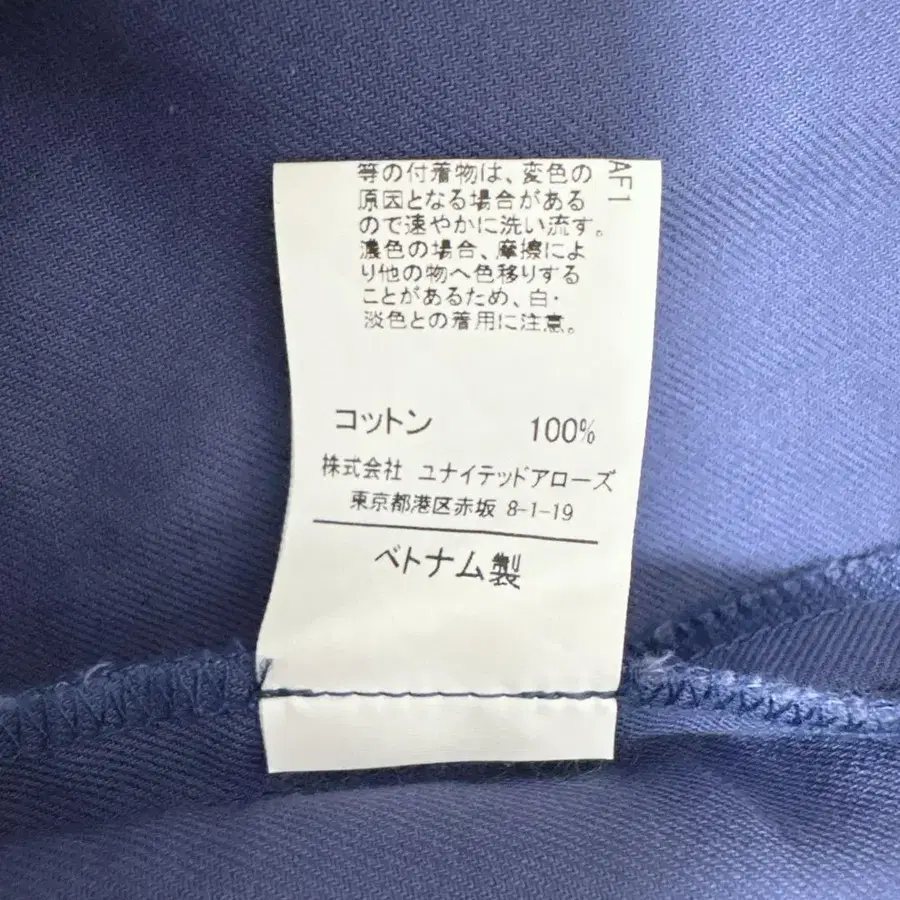 等の付着物は、変色の
原因となる場合がある
ので速やかに洗い流す。
濃色の場合、摩擦によ
り他の物へ色移りする
ことがあるため、白・
淡色との着用に注意。
AF1
コットン 100%
株式会社 ユナイテッドアローズ
東京都港区赤坂 8-1-19
ベトナム製